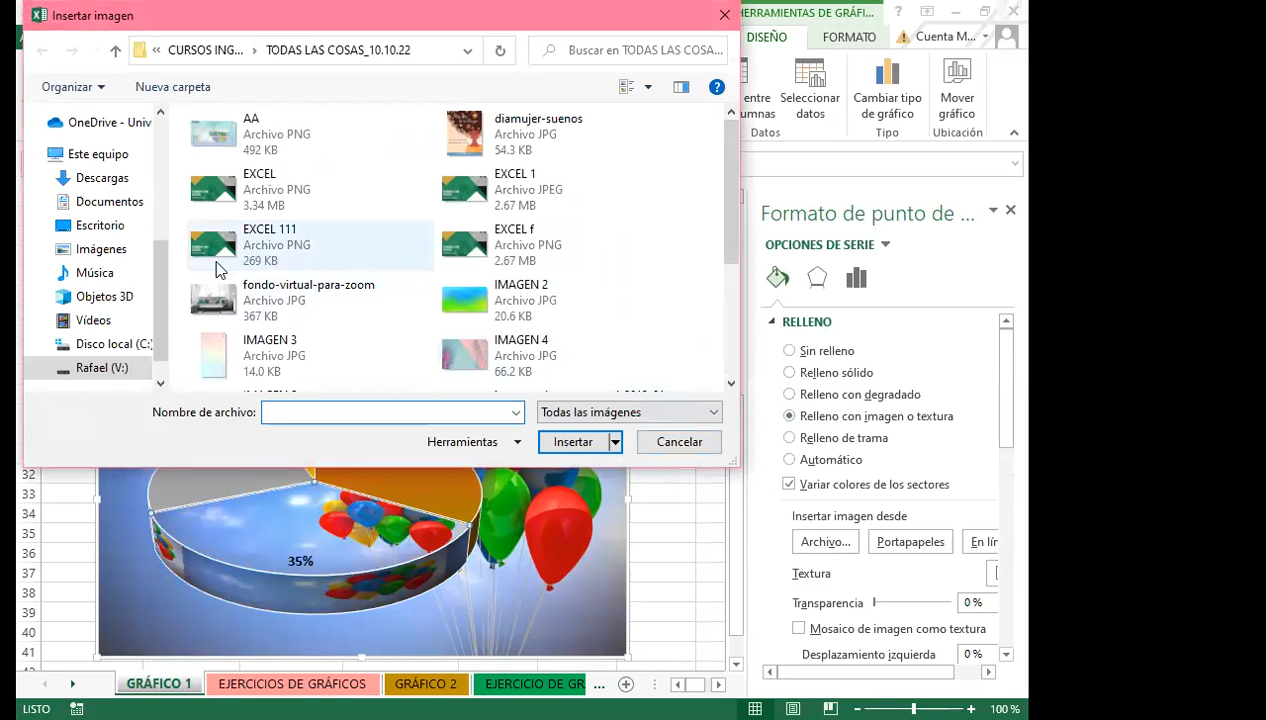 Insertar imagen
HERRAMIENTAS DE GRÁFI...
DISEÑO
FORMATO
Cuenta M...
CURSOS ING...
TODAS LAS COSAS_10.10.22
Buscar en TODAS LAS COSA...
Organizar
Nueva carpeta
entre
Seleccionar
datos
Cambiar tipo
de gráfico
Mover
gráfico
Datos
Tipo
Ubicación
OneDrive - Univ
Este equipo
Descargas
Documentos
Escritorio
Imágenes
Música
Objetos 3D
Vídeos
Disco local (C:)
Rafael (V:)
AA
Archivo PNG
492 KB
diamujer-suenos
Archivo JPG
54.3 KB
EXCEL
Archivo PNG
3.34 MB
EXCEL 1
Archivo JPEG
2.67 MB
EXCEL 111
Archivo PNG
269 KB
EXCEL f
Archivo PNG
2.67 MB
fondo-virtual-para-zoom
Archivo JPG
367 KB
IMAGEN 2
Archivo JPG
20.6 KB
IMAGEN 3
Archivo JPG
14.0 KB
IMAGEN 4
Archivo JPG
66.2 KB
Nombre de archivo:
Todas las imágenes
Herramientas
Insertar
Cancelar
Formato de punto de ...
OPCIONES DE SERIE
RELLENO
Sin relleno
Relleno sólido
Relleno con degradado
Relleno con imagen o textura
Relleno de trama
Automático
Variar colores de los sectores
Insertar imagen desde
Archivo...
Portapapeles
En lín
Textura
Transparencia
0 %
Mosaico de imagen como textura
Desplazamiento izquierda
0 %
32
33
34
35
36
37
38
39
40
41
35%
GRÁFICO 1
EJERCICIOS DE GRÁFICOS
GRÁFICO 2
EJERCICIO DE GR
...
LISTO
100 %